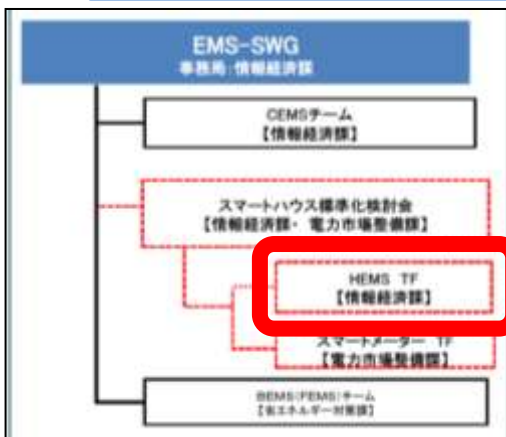 EMS-SWG
事務局:情報経済課
CEMSチーム
【情報経済課】
スマートハウス標準化検討会
【情報経済課・電力市場整備課】
HEMS TF
【情報経済課】
スマートメーター TF
【電力市場整備課】
BEMS(FEMS)チーム
【省エネルギー対策課】